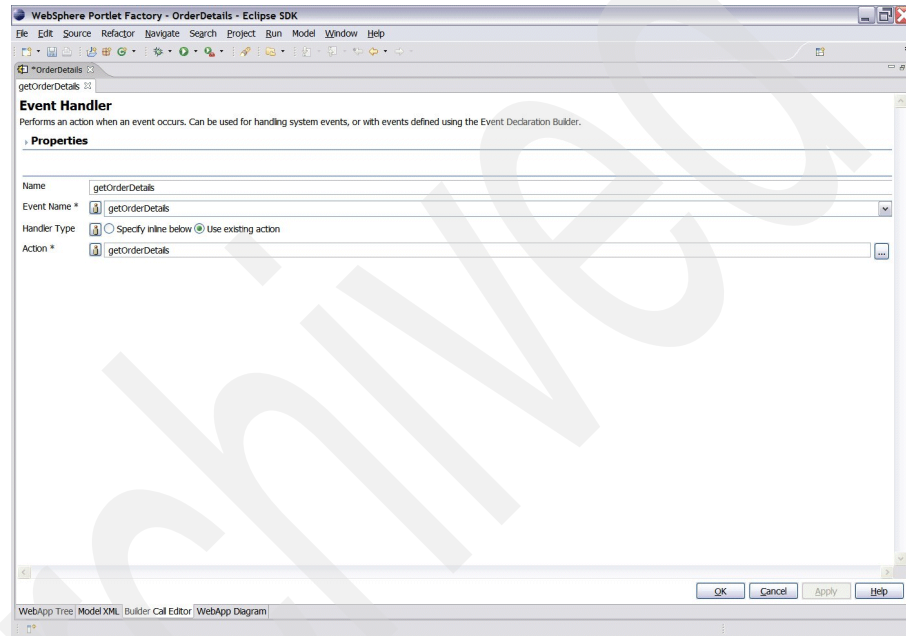 WebSphere Portlet Factory - OrderDetails - Eclipse SDK
File Edit Source Refactor Navigate Search Project Run Model Window Help
*OrderDetails
getOrderDetails
Event Handler
Performs an action when an event occurs. Can be used for handling system events, or with events defined using the Event Declaration Builder.
Properties
Name getOrderDetails
Event Name * getOrderDetails
Handler Type Specify inline below Use existing action
Action * getOrderDetails ...
OK Cancel Apply Help
WebApp Tree Model XML Builder Call Editor WebApp Diagram
Archived